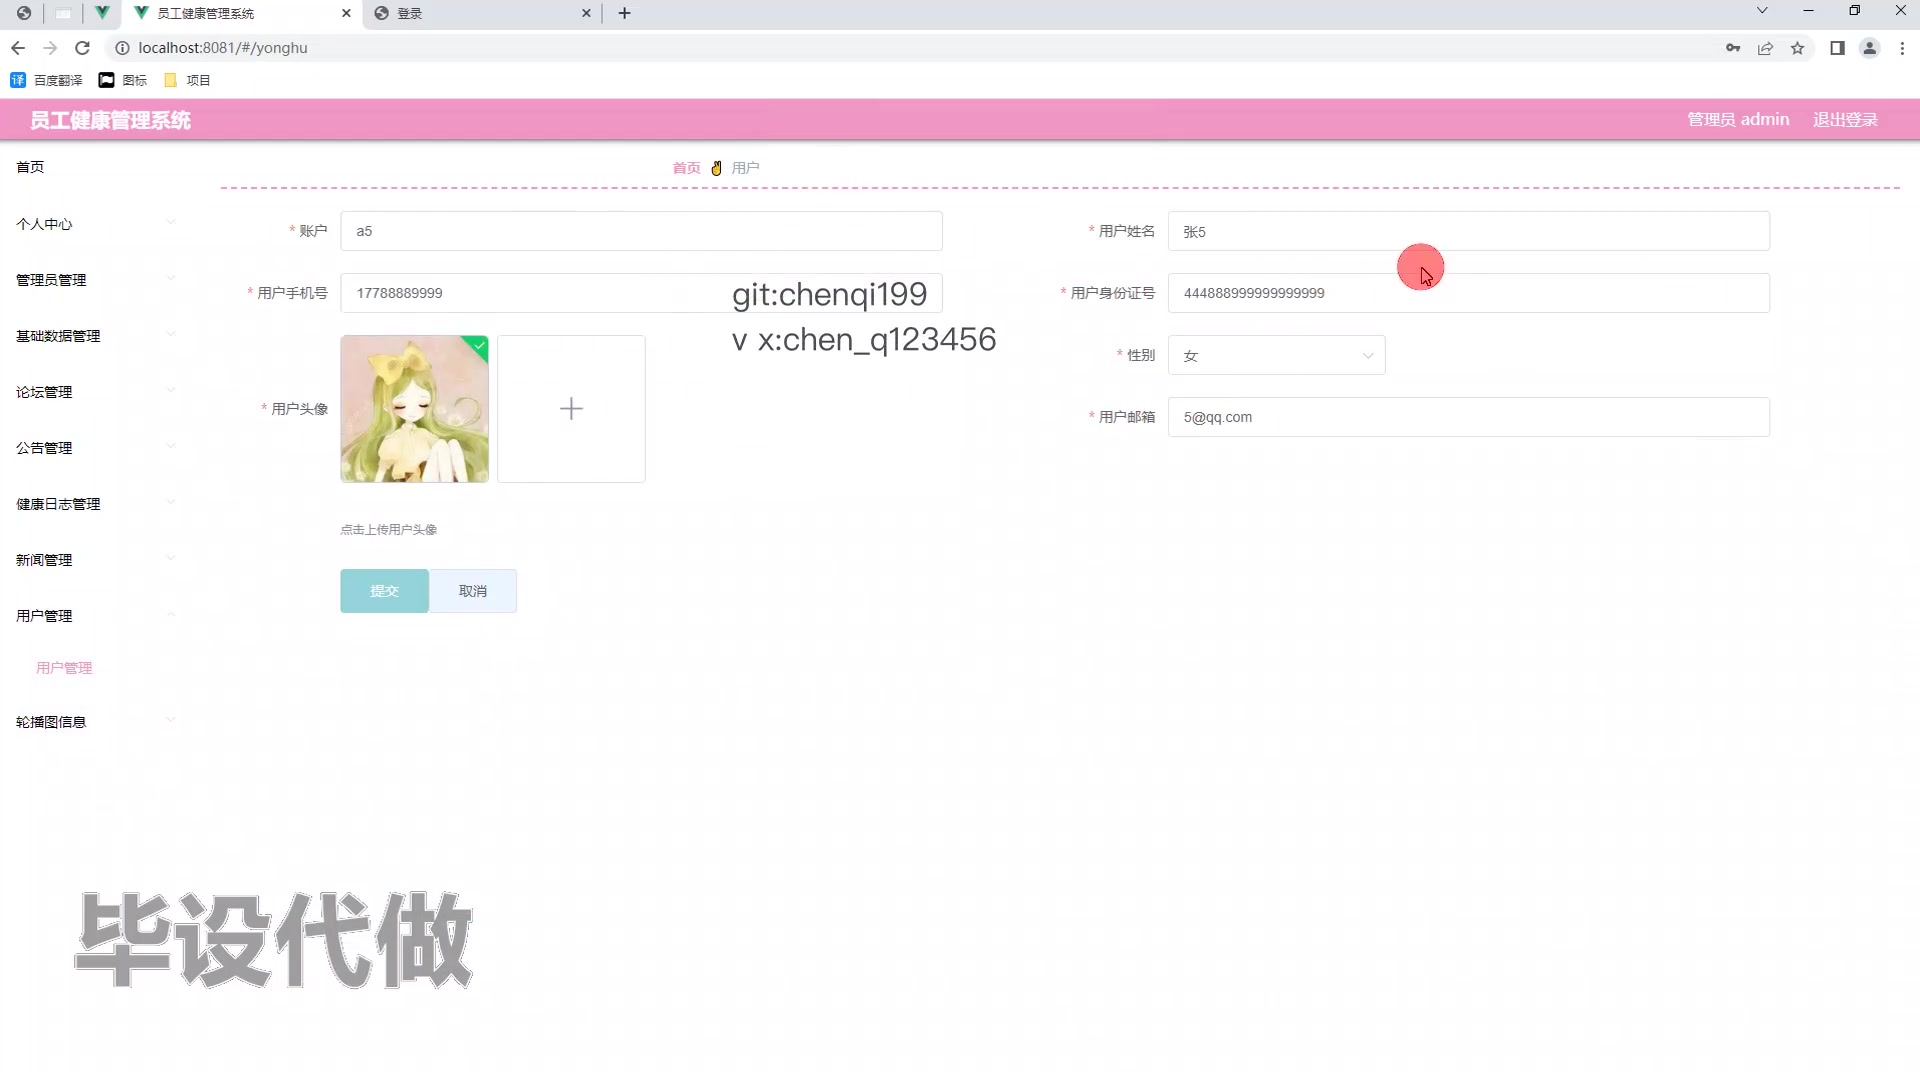 员工健康管理系统
登录
localhost:8081/#/yonghu
译 百度翻译 图标 项目
员工健康管理系统
管理员 admin 退出登录
首页
首页 用户
个人中心
管理员管理
基础数据管理
论坛管理
公告管理
健康日志管理
新闻管理
用户管理
用户管理
轮播图信息
* 账户 a5
* 用户姓名 张5
* 用户手机号 17788889999
* 用户身份证号 444888999999999999
git:chenqi199
v x:chen_q123456
* 性别 女
* 用户头像
* 用户邮箱 5@qq.com
点击上传用户头像
提交 取消
毕设代做